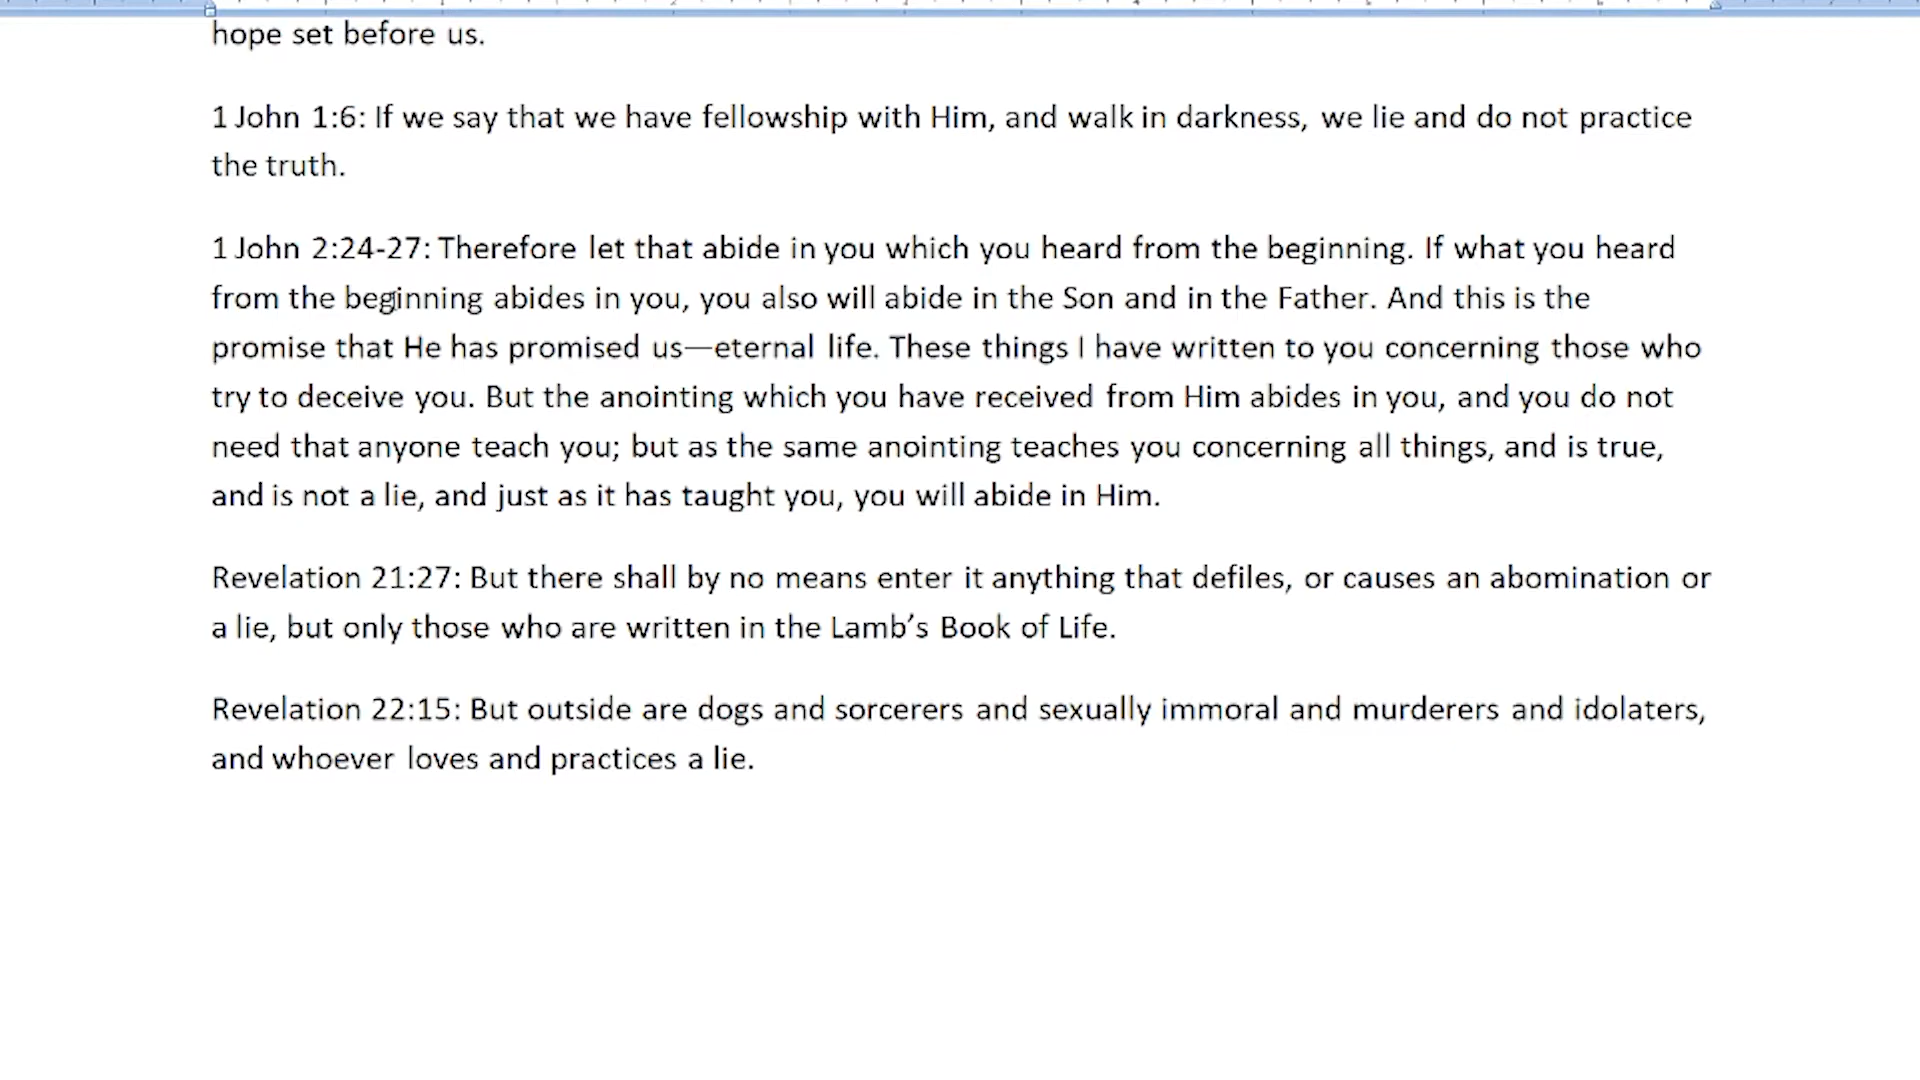 hope set before us.
1 John 1:6: If we say that we have fellowship with Him, and walk in darkness, we lie and do not practice
the truth.
1 John 2:24-27: Therefore let that abide in you which you heard from the beginning. If what you heard
from the beginning abides in you, you also will abide in the Son and in the Father. And this is the
promise that He has promised us—eternal life. These things I have written to you concerning those who
try to deceive you. But the anointing which you have received from Him abides in you, and you do not
need that anyone teach you; but as the same anointing teaches you concerning all things, and is true,
and is not a lie, and just as it has taught you, you will abide in Him.
Revelation 21:27: But there shall by no means enter it anything that defiles, or causes an abomination or
a lie, but only those who are written in the Lamb’s Book of Life.
Revelation 22:15: But outside are dogs and sorcerers and sexually immoral and murderers and idolaters,
and whoever loves and practices a lie.